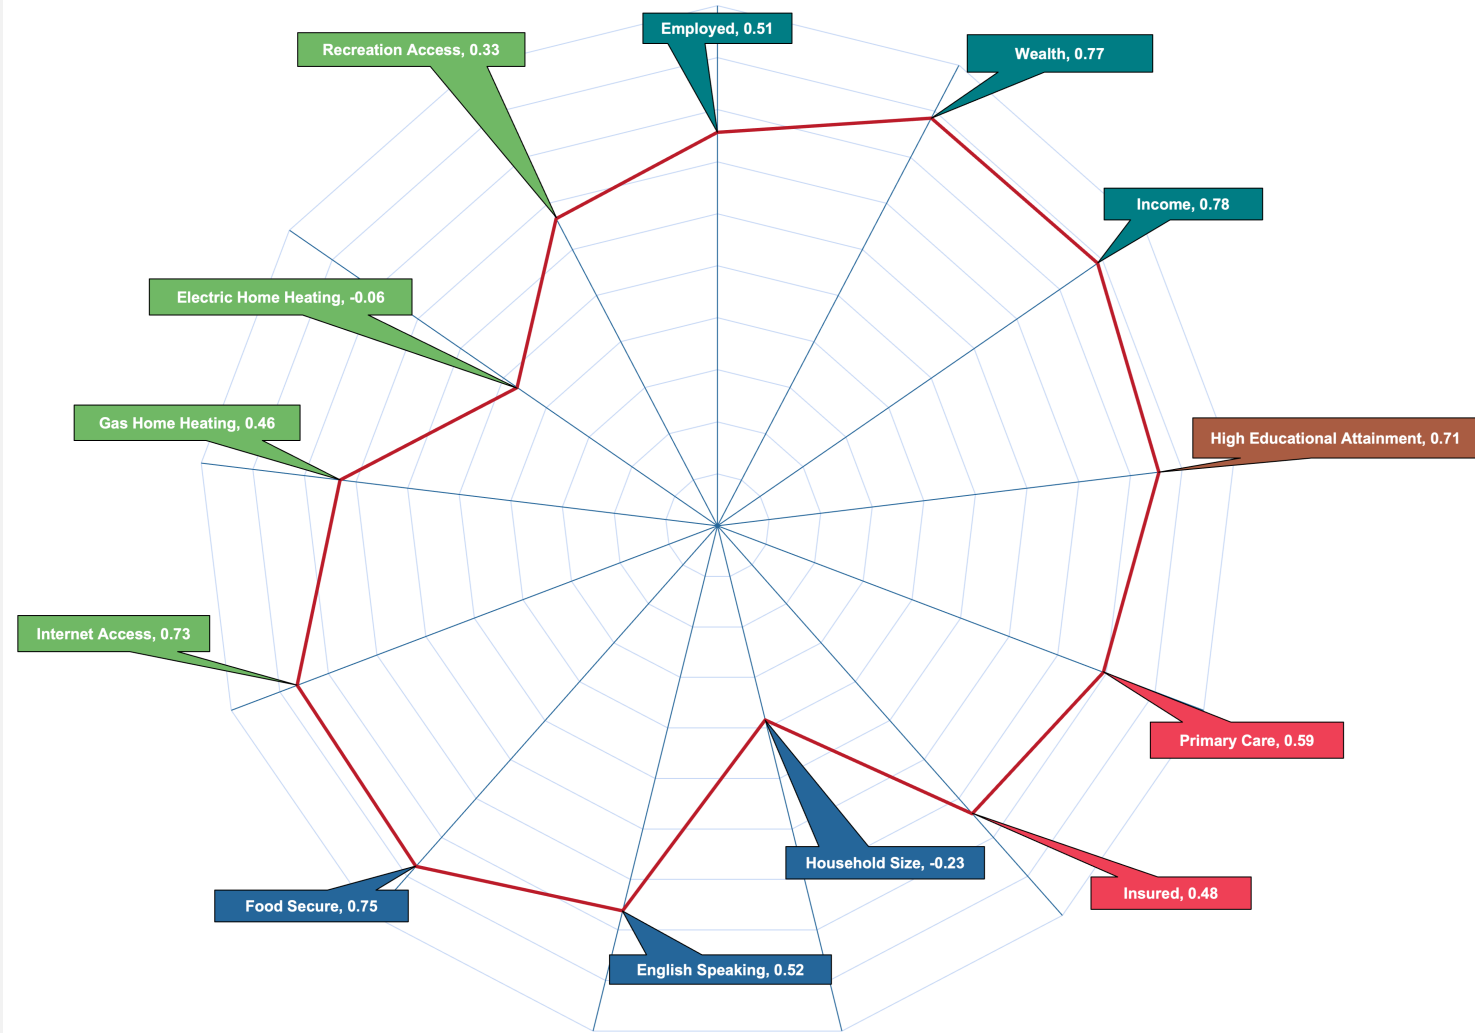 Employed, 0.51
Wealth, 0.77
Income, 0.78
High Educational Attainment, 0.71
Primary Care, 0.59
Insured, 0.48
Household Size, -0.23
English Speaking, 0.52
Food Secure, 0.75
Internet Access, 0.73
Gas Home Heating, 0.46
Electric Home Heating, -0.06
Recreation Access, 0.33